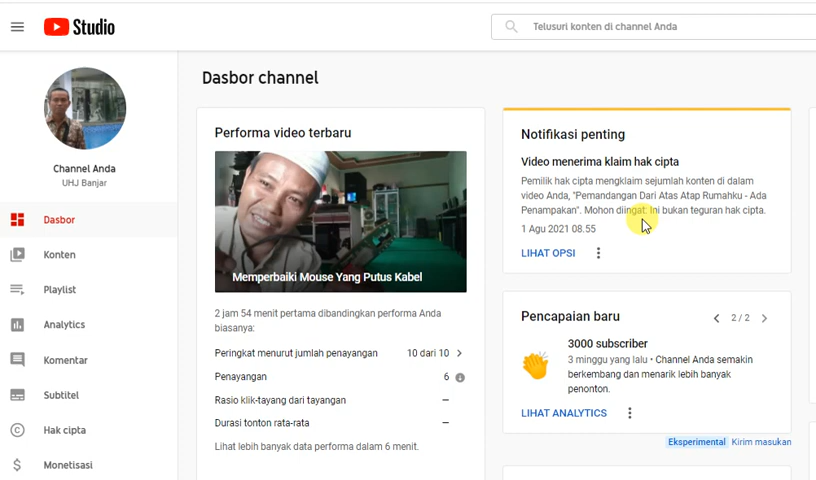 Studio
Telusuri konten di channel Anda
Channel Anda
UHJ Banjar
Dasbor
Konten
Playlist
Analytics
Komentar
Subtitel
Hak cipta
Monetisasi
Dasbor channel
Performa video terbaru
Memperbaiki Mouse Yang Putus Kabel
2 jam 54 menit pertama dibandingkan performa Anda
biasanya:
Peringkat menurut jumlah penayangan 10 dari 10
Penayangan 6
Rasio klik-tayang dari tayangan –
Durasi tonton rata-rata –
Lihat lebih banyak data performa dalam 6 menit.
Notifikasi penting
Video menerima klaim hak cipta
Pemilik hak cipta mengklaim sejumlah konten di dalam
video Anda, "Pemandangan Dari Atas Atap Rumahku - Ada
Penampakan". Mohon diingat: Ini bukan teguran hak cipta.
1 Agu 2021 08.55
LIHAT OPSI
Pencapaian baru 2 / 2
3000 subscriber
3 minggu yang lalu • Channel Anda semakin
berkembang dan menarik lebih banyak
penonton.
LIHAT ANALYTICS
Eksperimental Kirim masukan